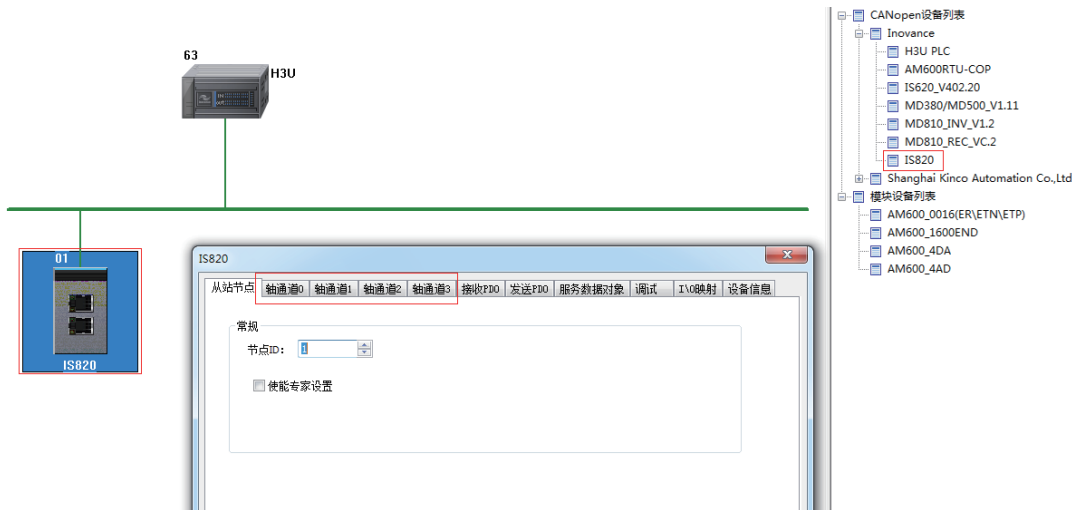 63
H3U
01
IS820
IS820
从站节点 轴通道0 轴通道1 轴通道2 轴通道3 接收PDO 发送PDO 服务数据对象 调试 I\O映射 设备信息
常规
节点ID: 1
使能专家设置
CANopen设备列表
Inovance
H3U PLC
AM600RTU-COP
IS620_V402.20
MD380/MD500_V1.11
MD810_INV_V1.2
MD810_REC_VC.2
IS820
Shanghai Kinco Automation Co.,Ltd
模块设备列表
AM600_0016(ER\ETN\ETP)
AM600_1600END
AM600_4DA
AM600_4AD